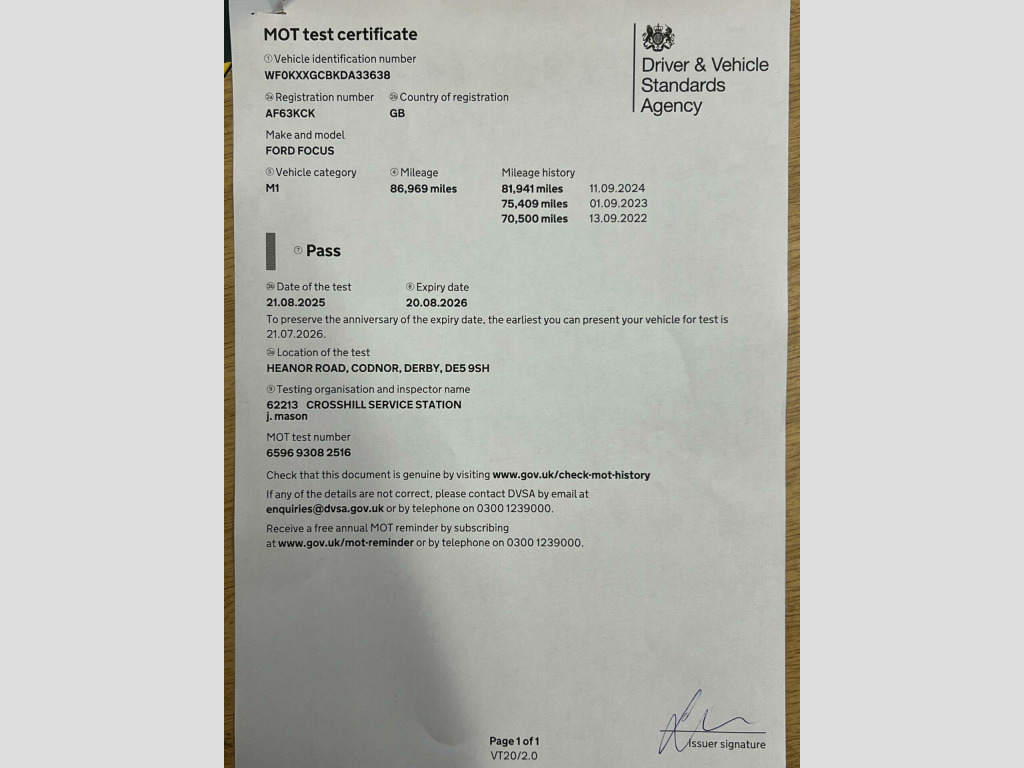 MOT test certificate
① Vehicle identification number
WF0KXXGCBKDA33638
Registration number Country of registration
AF63KCK GB
Make and model
FORD FOCUS
⑤ Vehicle category ④ Mileage Mileage history
M1 86,969 miles 81,941 miles 11.09.2024
75,409 miles 01.09.2023
70,500 miles 13.09.2022
⑦ Pass
Date of the test ⑧ Expiry date
21.08.2025 20.08.2026
To preserve the anniversary of the expiry date, the earliest you can present your vehicle for test is
21.07.2026.
Location of the test
HEANOR ROAD, CODNOR, DERBY, DE5 9SH
⑨ Testing organisation and inspector name
62213 CROSSHILL SERVICE STATION
j. mason
MOT test number
6596 9308 2516
Check that this document is genuine by visiting www.gov.uk/check-mot-history
If any of the details are not correct, please contact DVSA by email at
enquiries@dvsa.gov.uk or by telephone on 0300 1239000.
Receive a free annual MOT reminder by subscribing
at www.gov.uk/mot-reminder or by telephone on 0300 1239000.
Driver & Vehicle
Standards
Agency
Issuer signature
Page 1 of 1
VT20/2.0